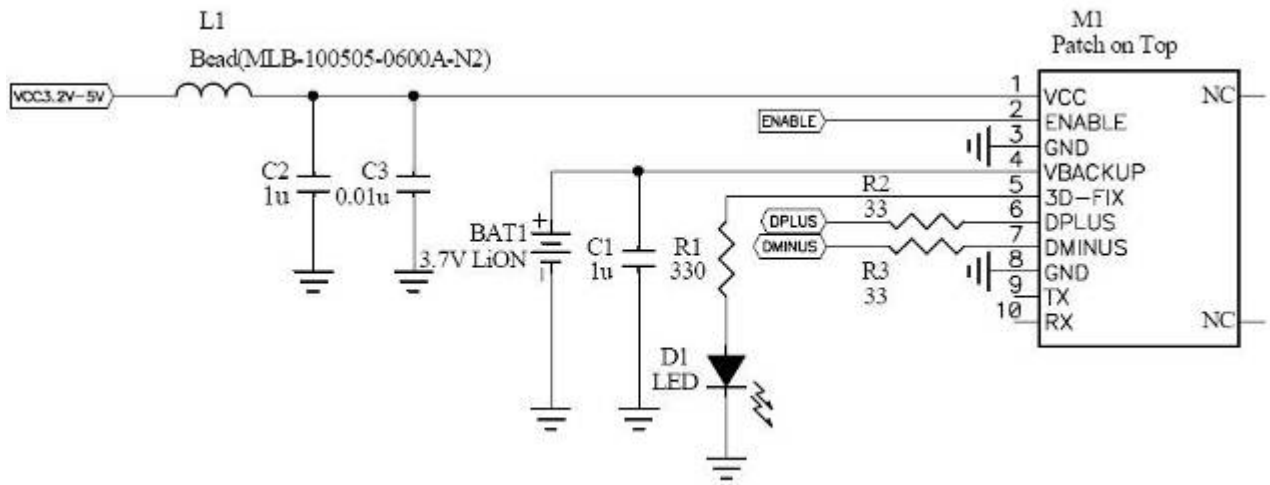 L1
Bead(MLB-100505-0600A-N2)
VCC3.2V-5V
C2
1u
C3
0.01u
BAT1
3.7V LiON
+
-
C1
1u
R1
330
D1
LED
ENABLE
R2
33
DPLUS
DMINUS
R3
33
M1
Patch on Top
1 VCC NC
2 ENABLE
3 GND
4 VBACKUP
5 3D-FIX
6 DPLUS
7 DMINUS
8 GND
9 TX
10 RX NC